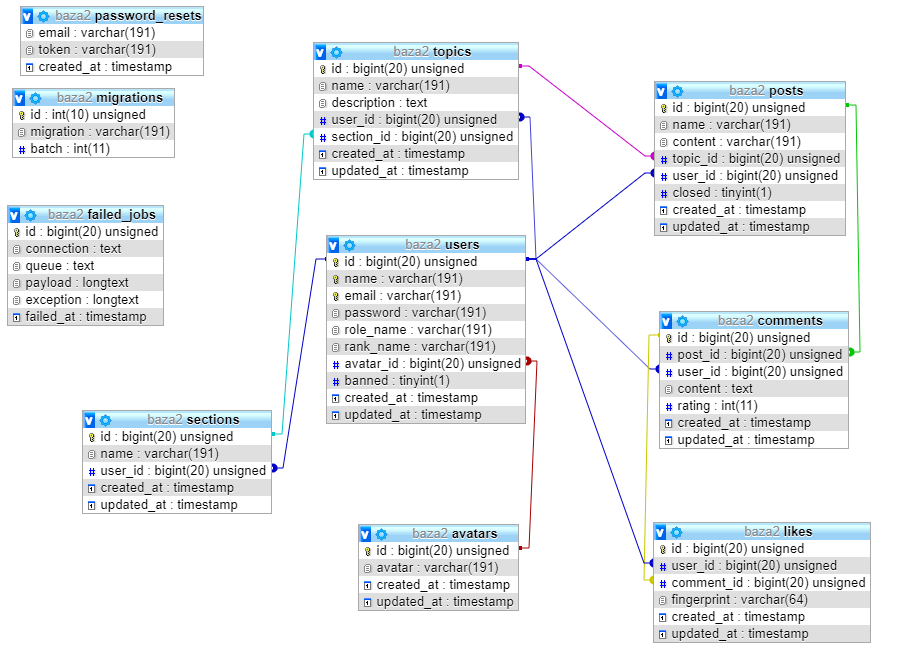 baza2 password_resets
email : varchar(191)
token : varchar(191)
created_at : timestamp
baza2 migrations
id : int(10) unsigned
migration : varchar(191)
batch : int(11)
baza2 failed_jobs
id : bigint(20) unsigned
connection : text
queue : text
payload : longtext
exception : longtext
failed_at : timestamp
baza2 topics
id : bigint(20) unsigned
name : varchar(191)
description : text
user_id : bigint(20) unsigned
section_id : bigint(20) unsigned
created_at : timestamp
updated_at : timestamp
baza2 users
id : bigint(20) unsigned
name : varchar(191)
email : varchar(191)
password : varchar(191)
role_name : varchar(191)
rank_name : varchar(191)
avatar_id : bigint(20) unsigned
banned : tinyint(1)
created_at : timestamp
updated_at : timestamp
baza2 sections
id : bigint(20) unsigned
name : varchar(191)
user_id : bigint(20) unsigned
created_at : timestamp
updated_at : timestamp
baza2 avatars
id : bigint(20) unsigned
avatar : varchar(191)
created_at : timestamp
updated_at : timestamp
baza2 posts
id : bigint(20) unsigned
name : varchar(191)
content : varchar(191)
topic_id : bigint(20) unsigned
user_id : bigint(20) unsigned
closed : tinyint(1)
created_at : timestamp
updated_at : timestamp
baza2 comments
id : bigint(20) unsigned
post_id : bigint(20) unsigned
user_id : bigint(20) unsigned
content : text
rating : int(11)
created_at : timestamp
updated_at : timestamp
baza2 likes
id : bigint(20) unsigned
user_id : bigint(20) unsigned
comment_id : bigint(20) unsigned
fingerprint : varchar(64)
created_at : timestamp
updated_at : timestamp